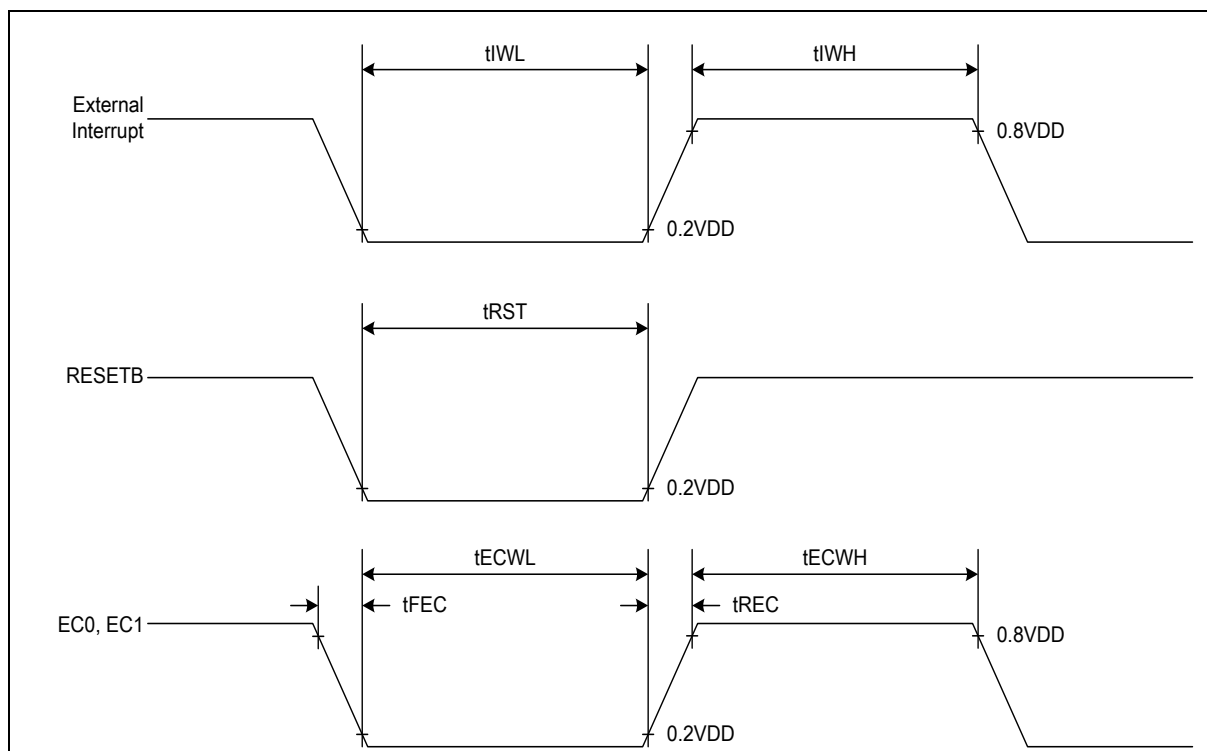 tIWL
tIWH
External
Interrupt
0.8VDD
0.2VDD
tRST
RESETB
0.2VDD
tECWL
tECWH
tFEC
tREC
EC0, EC1
0.8VDD
0.2VDD